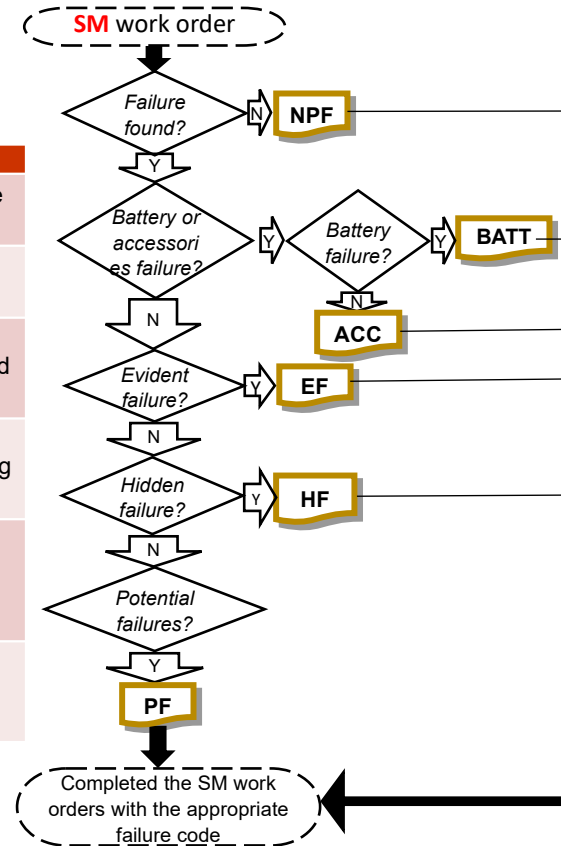 SM work order
Failure
found?
N
NPF
Y
e
Battery or
accessori
es failure?
Y
Battery
failure?
Y
BATT
N
N
ACC
d
Evident
failure?
Y
EF
N
g
Hidden
failure?
Y
HF
N
Potential
failures?
Y
PF
Completed the SM work
orders with the appropriate
failure code